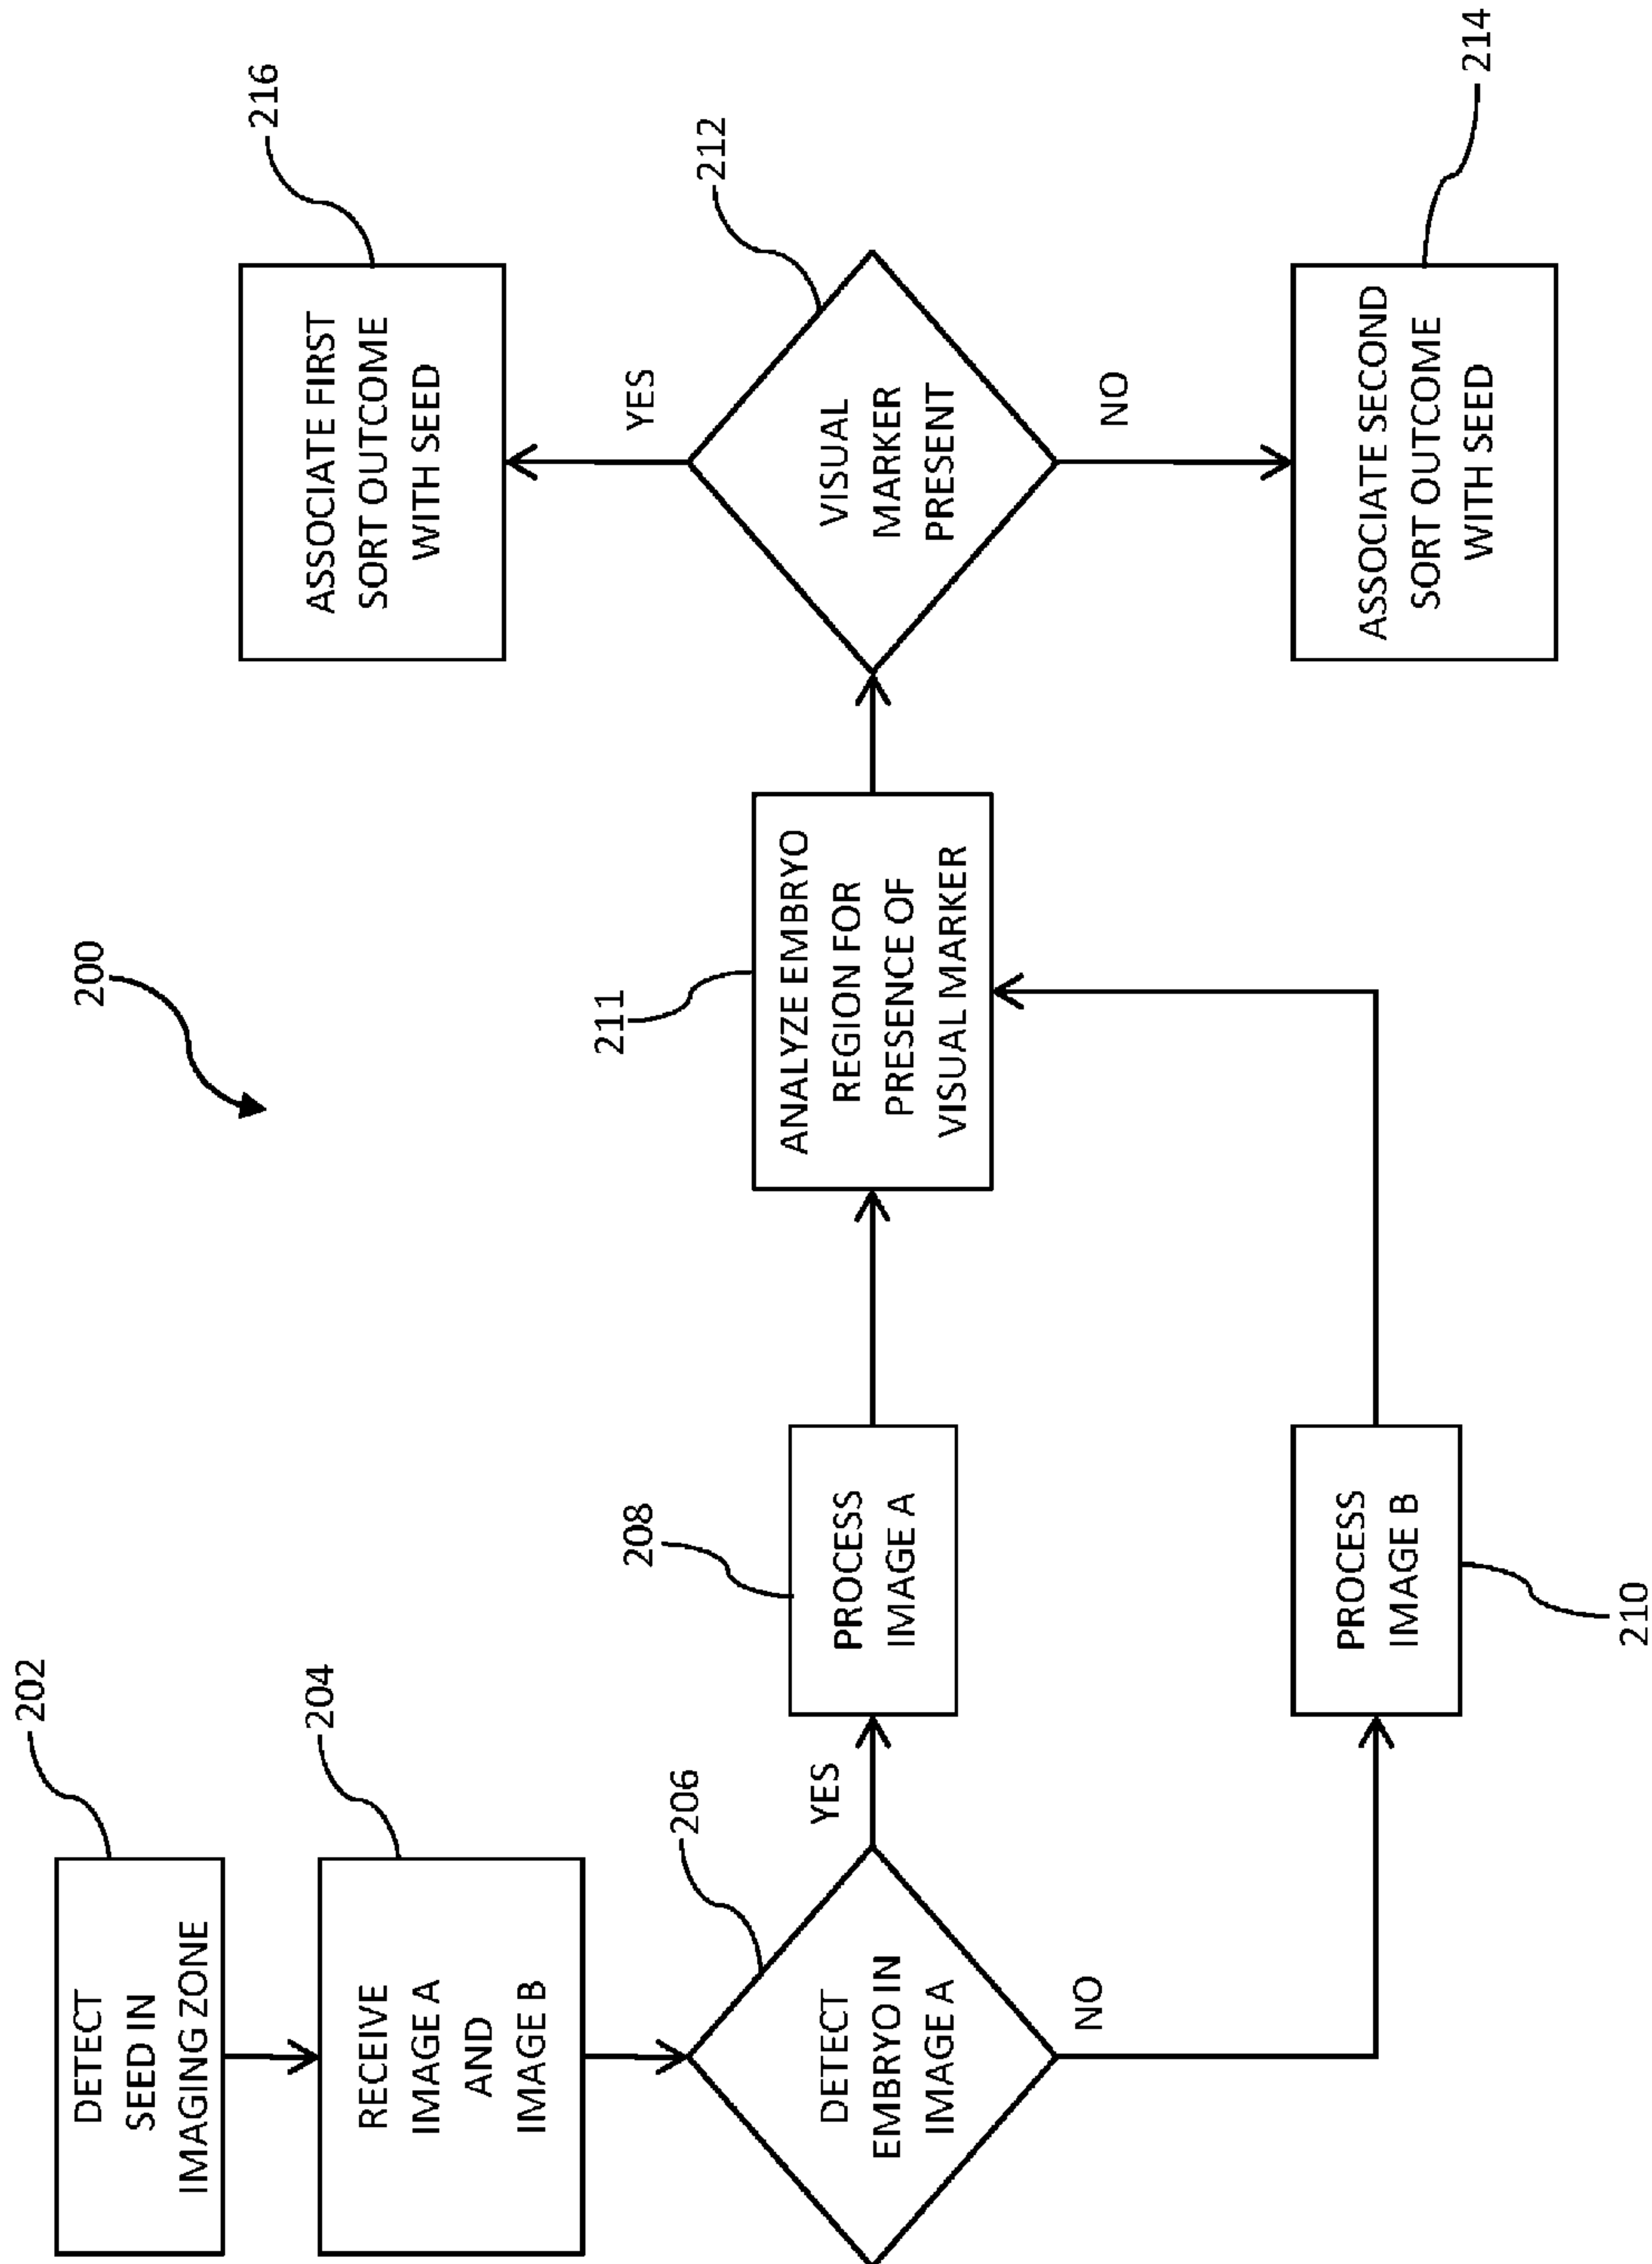 200
202
DETECT
SEED IN
IMAGING ZONE
204
RECEIVE
IMAGE A
AND
IMAGE B
206
DETECT
EMBRYO IN
IMAGE A
YES
NO
208
PROCESS
IMAGE A
PROCESS
IMAGE B
210
211
ANALYZE EMBRYO
REGION FOR
PRESENCE OF
VISUAL MARKER
212
VISUAL
MARKER
PRESENT
YES
NO
216
ASSOCIATE FIRST
SORT OUTCOME
WITH SEED
214
ASSOCIATE SECOND
SORT OUTCOME
WITH SEED